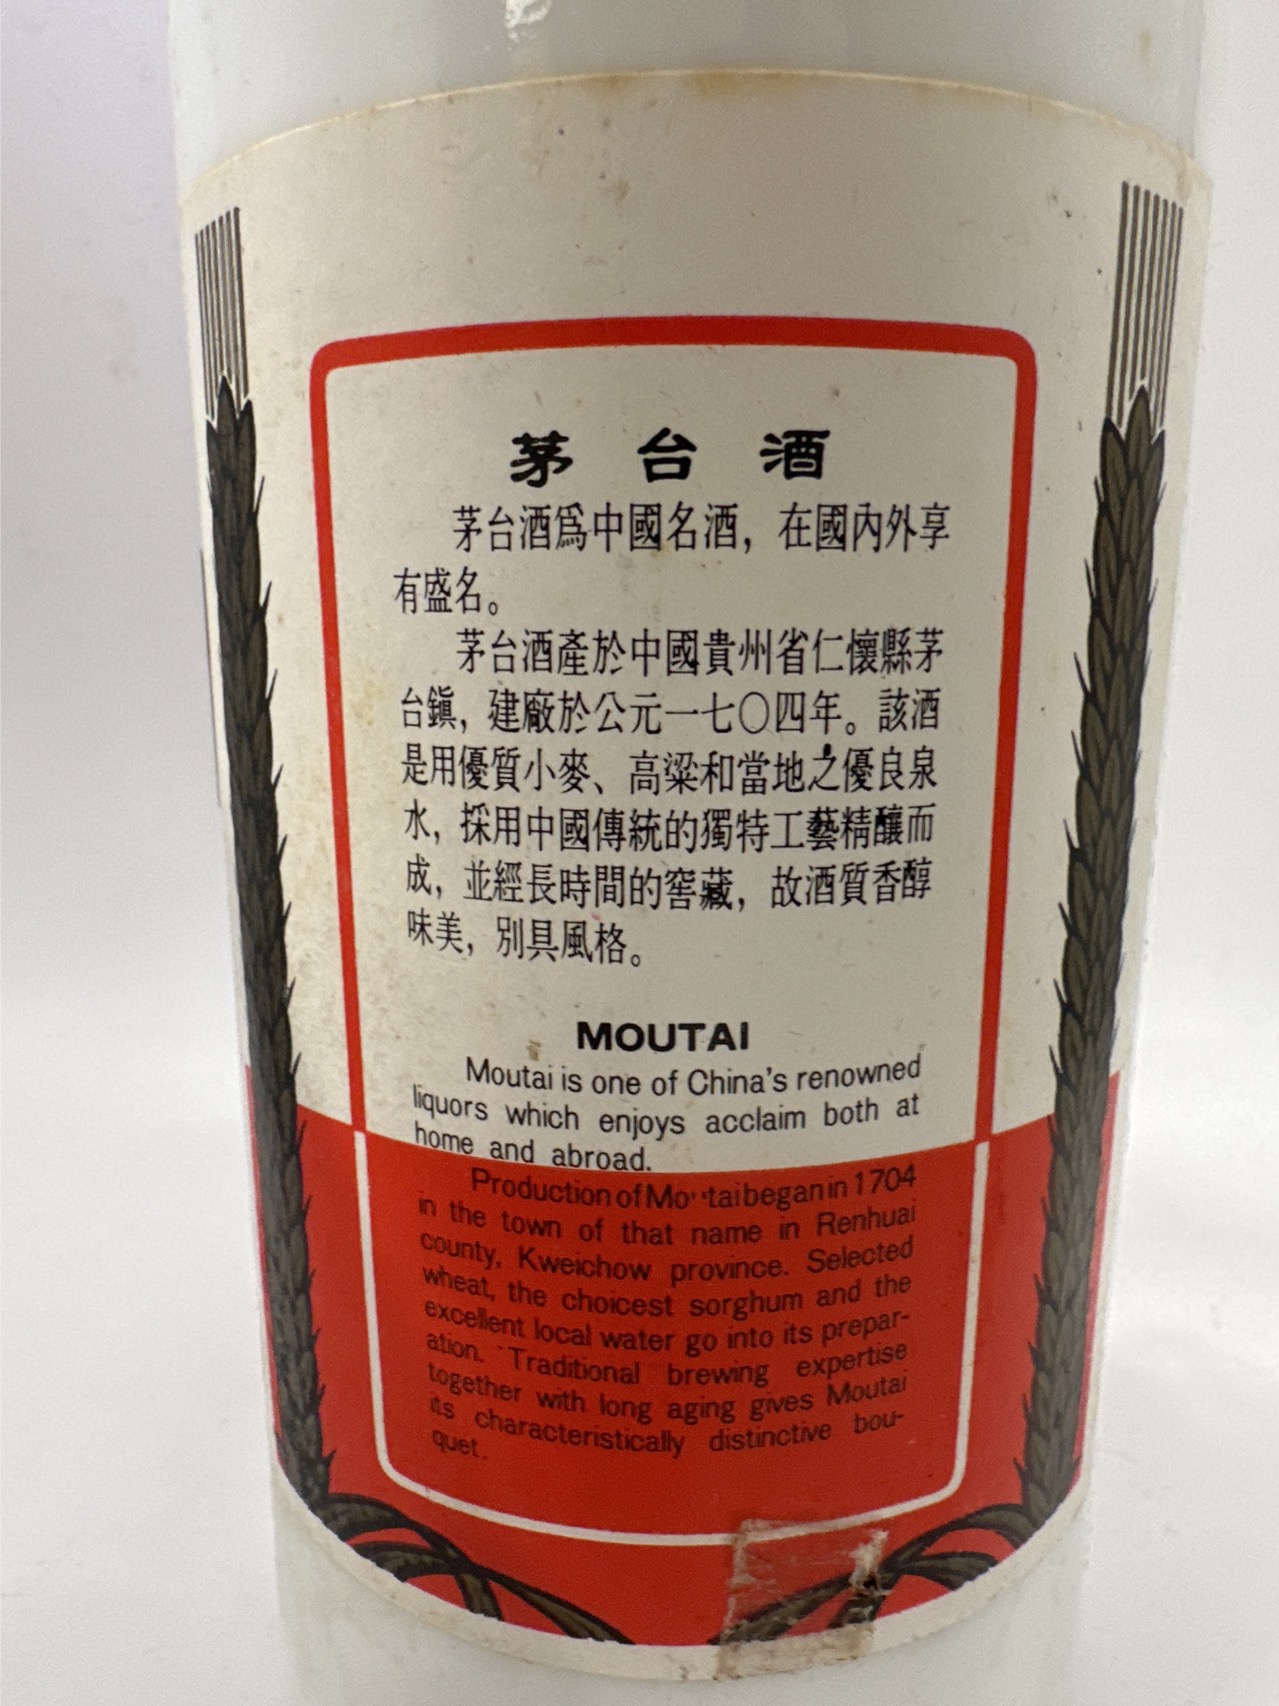 茅台酒
茅台酒爲中國名酒，在國內外享
有盛名。
茅台酒產於中國貴州省仁懷縣茅
台鎮，建廠於公元一七〇四年。該酒
是用優質小麥、高粱和當地之優良泉
水，採用中國傳統的獨特工藝精釀而
成，並經長時間的窖藏，故酒質香醇
味美，別具風格。
MOUTAI
Moutai is one of China's renowned
liquors which enjoys acclaim both at
home and abroad.
Production of Moutai began in 1704
in the town of that name in Renhuai
county, Kweichow province. Selected
wheat, the choicest sorghum and the
excellent local water go into its prepar-
ation. Traditional brewing expertise
together with long aging gives Moutai
its characteristically distinctive bou-
quet.